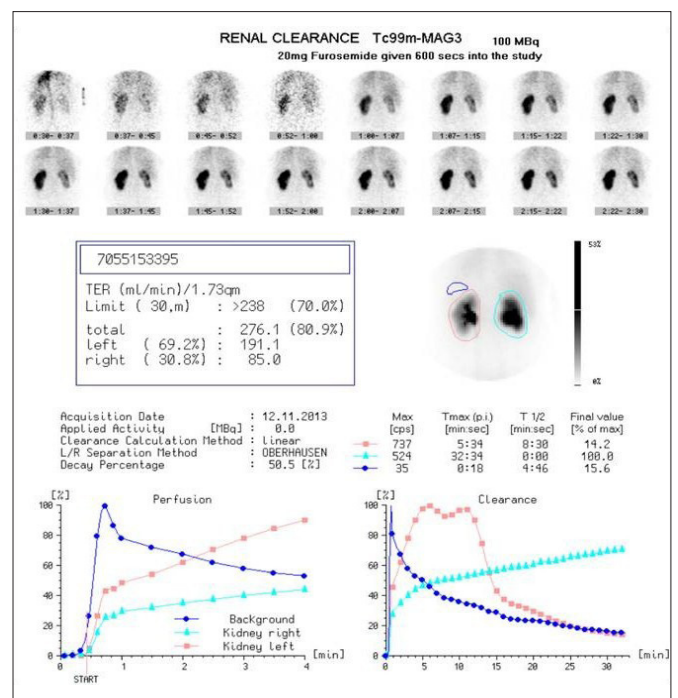 RENAL CLEARANCE Tc99m-MAG3 100 MBq
20mg Furosemide given 600 secs into the study
0:30- 0:37 0:37- 0:45 0:45- 0:52 0:52- 1:00 1:00- 1:07 1:07- 1:15 1:15- 1:22 1:22- 1:30
1:30- 1:37 1:37- 1:45 1:45- 1:52 1:52- 2:00 2:00- 2:07 2:07- 2:15 2:15- 2:22 2:22- 2:30
7055153395
TER (ml/min)/1.73qm
Limit ( 30,m) : >238 (70.0%)
total : 276.1 (80.9%)
left ( 69.2%) : 191.1
right ( 30.8%) : 85.0
53%
0%
Acquisition Date : 12.11.2013
Applied Activity [MBq] : 0.0
Clearance Calculation Method : Linear
L/R Separation Method : OBERHAUSEN
Decay Percentage : 50.5 [%]
Max Tmax (p.i.) T 1/2 Final value
[cps] [min:sec] [min:sec] [% of max]
737 5:34 8:30 14.2
524 32:34 0:00 100.0
35 0:18 4:46 15.6
[%] Perfusion
100
80
60
40
20
0
0 1 2 3 4 [min]
START
Background
Kidney right
Kidney left
[%] Clearance
100
80
60
40
20
0
0 5 10 15 20 25 30 [min]